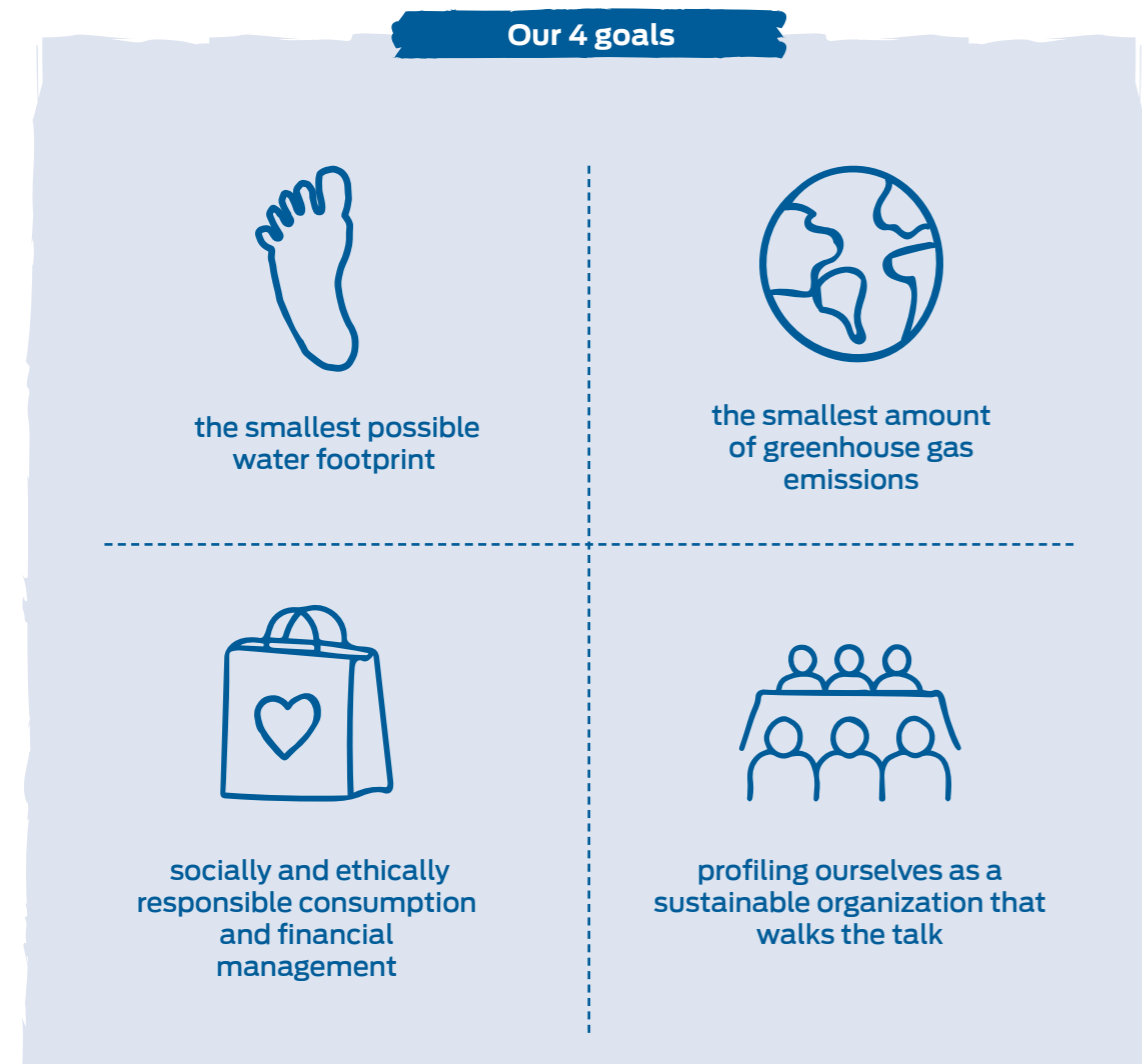 Our 4 goals
the smallest possible
water footprint
the smallest amount
of greenhouse gas
emissions
socially and ethically
responsible consumption
and financial
management
profiling ourselves as a
sustainable organization that
walks the talk